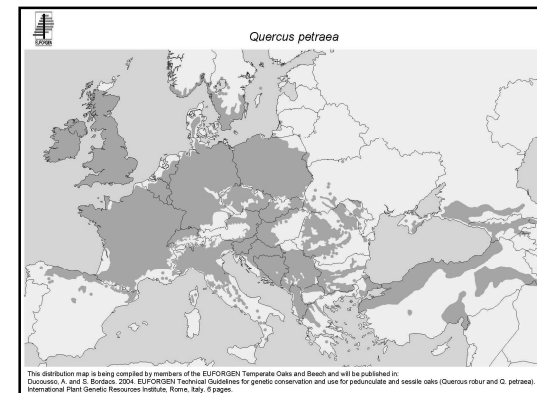 EUFORGEN
Quercus petraea
This distribution map is being compiled by members of the EUFORGEN Temperate Oaks and Beech and will be published in:
Ducousso, A. and S. Bordacs. 2004. EUFORGEN Technical Guidelines for genetic conservation and use for pedunculate and sessile oaks (Quercus robur and Q. petraea).
International Plant Genetic Resources Institute, Rome, Italy. 6 pages.